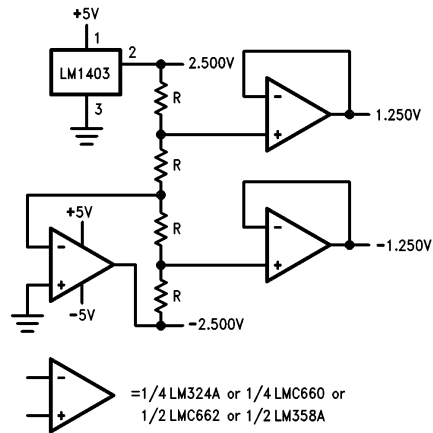 +5V
1
2
2.500V
LM1403
3
R
-
+
1.250V
R
+5V
-
+
-5V
R
-
+
-1.250V
R
-2.500V
-
+
=1/4 LM324A or 1/4 LMC660 or
1/2 LMC662 or 1/2 LM358A